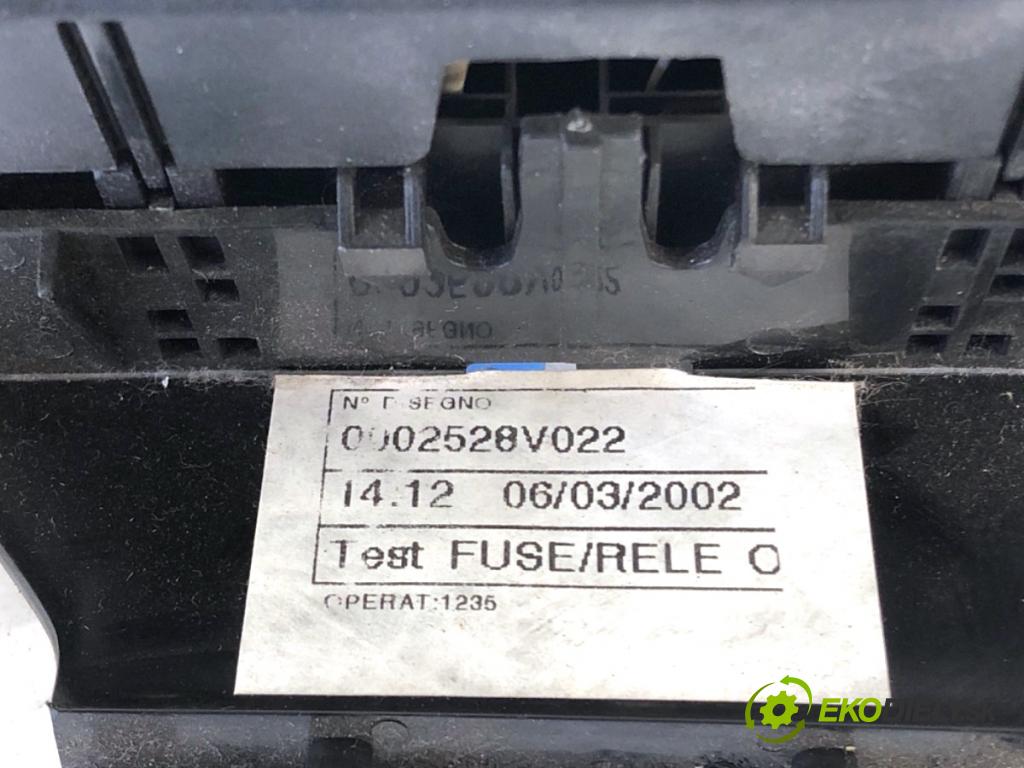 N° DISEGNO
0002528V022
14.12 06/03/2002
Test FUSE/RELE O
OPERAT:1235